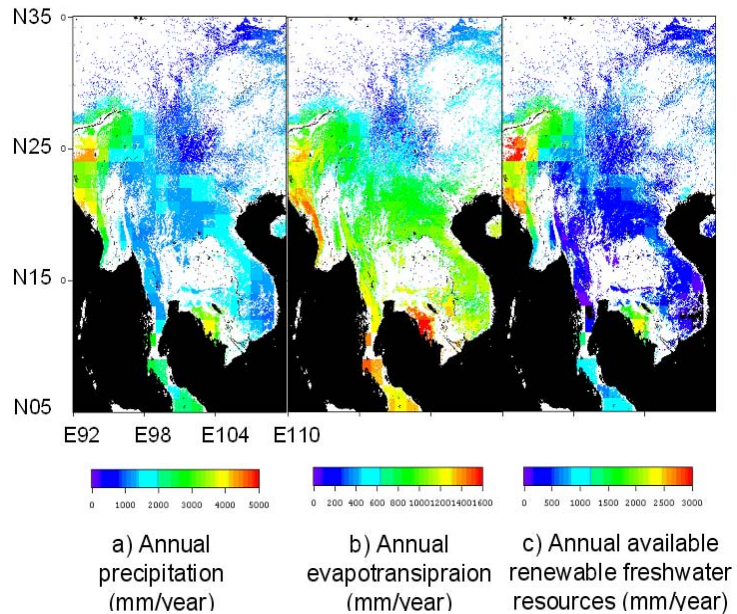 N35
N25
N15
N05
E92 E98 E104 E110
0 1000 2000 3000 4000 5000
0 200 400 600 800 1000 1200 1400 1600
0 500 1000 1500 2000 2500 3000
a) Annual
precipitation
(mm/year)
b) Annual
evapotransipraion
(mm/year)
c) Annual available
renewable freshwater
resources (mm/year)